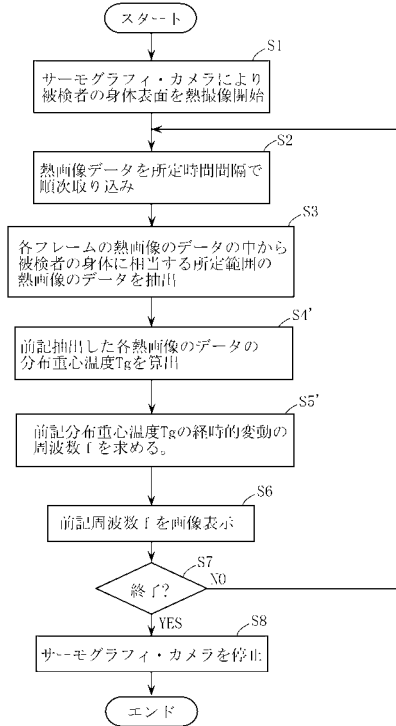 スタート
S1
サーモグラフィ・カメラにより
被検者の身体表面を熱撮像開始
S2
熱画像データを所定時間間隔で
順次取り込み
S3
各フレームの熱画像のデータの中から
被検者の身体に相当する所定範囲の
熱画像のデータを抽出
S4'
前記抽出した各熱画像のデータの
分布重心温度Tgを算出
S5'
前記分布重心温度Tgの経時的変動の
周波数fを求める。
S6
前記周波数fを画像表示
S7
終了?
NO
YES
S8
サーモグラフィ・カメラを停止
エンド